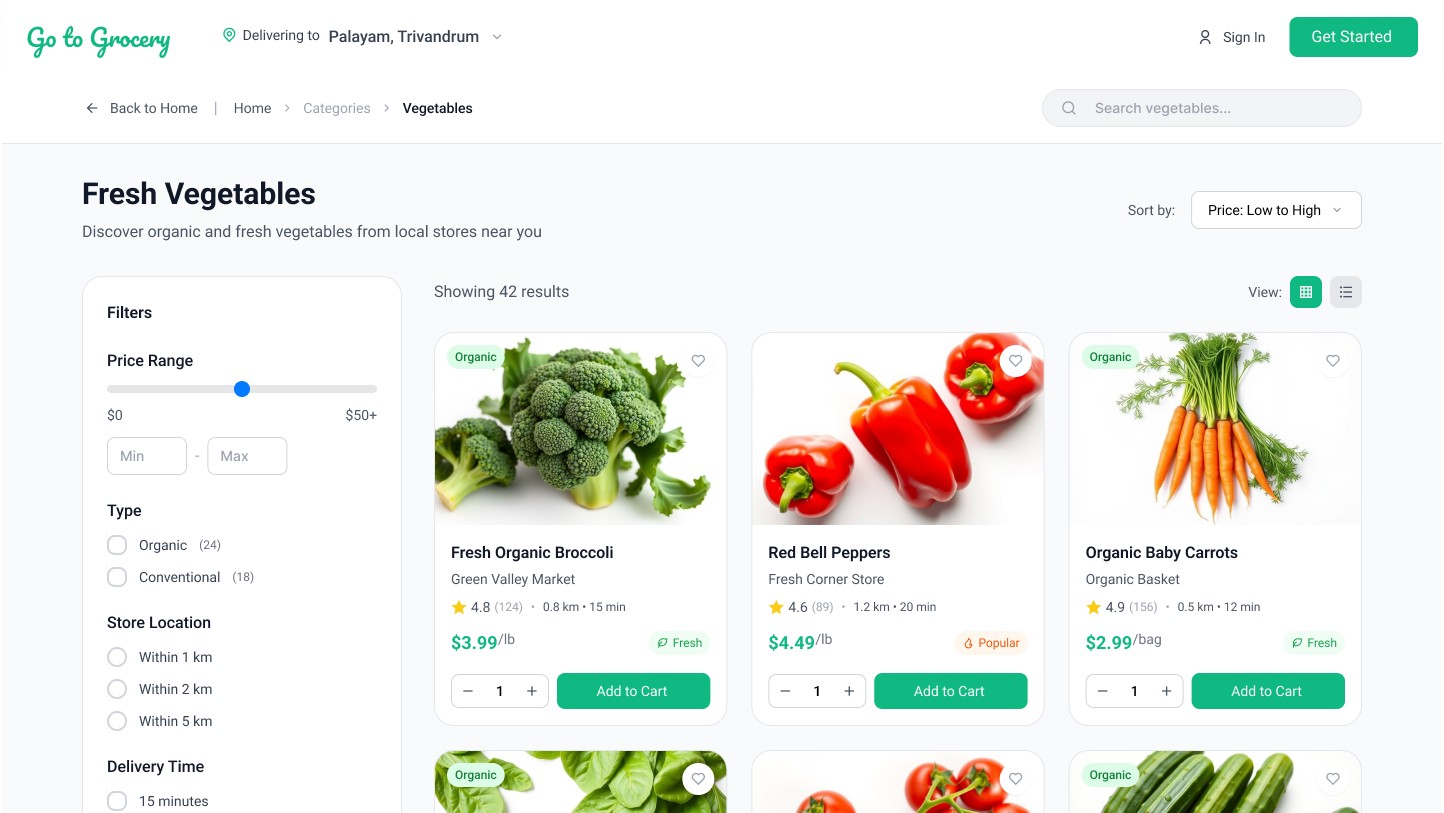 Go to Grocery
Delivering to Palayam, Trivandrum
Sign In
Get Started
Back to Home | Home > Categories > Vegetables
Search vegetables...
Fresh Vegetables
Discover organic and fresh vegetables from local stores near you
Sort by: Price: Low to High
Filters
Price Range
$0 $50+
Min - Max
Type
Organic (24)
Conventional (18)
Store Location
Within 1 km
Within 2 km
Within 5 km
Delivery Time
15 minutes
Showing 42 results
View:
Organic
Fresh Organic Broccoli
Green Valley Market
4.8 (124) • 0.8 km • 15 min
$3.99/lb Fresh
− 1 + Add to Cart
Red Bell Peppers
Fresh Corner Store
4.6 (89) • 1.2 km • 20 min
$4.49/lb Popular
− 1 + Add to Cart
Organic
Organic Baby Carrots
Organic Basket
4.9 (156) • 0.5 km • 12 min
$2.99/bag Fresh
− 1 + Add to Cart
Organic
Organic